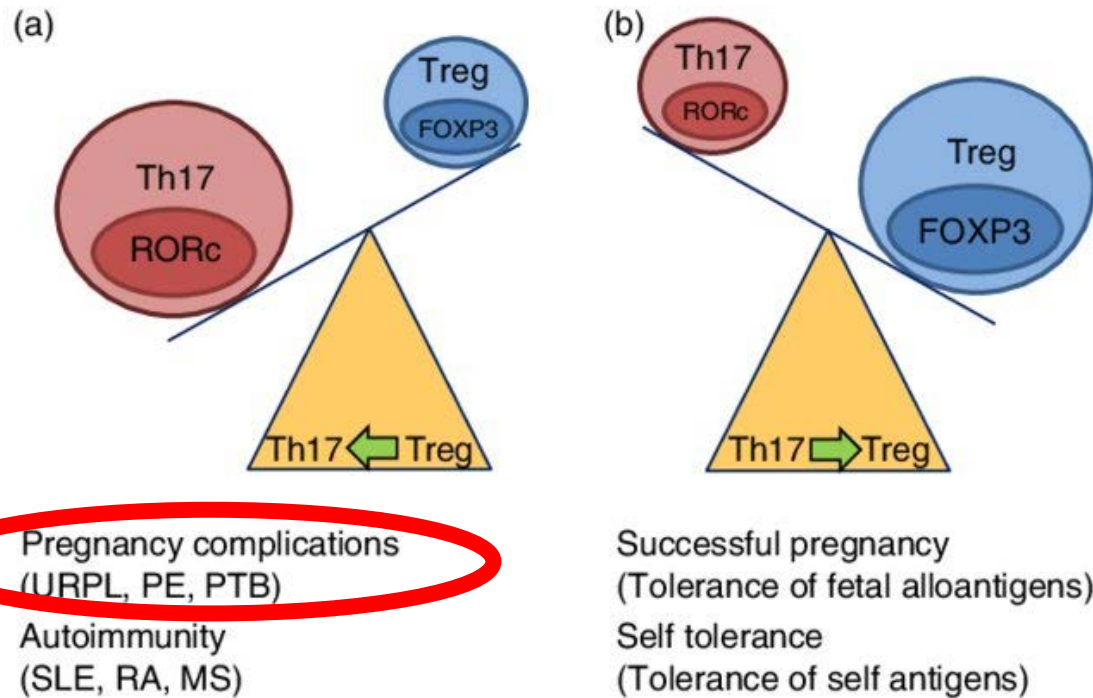 (a)
Treg
FOXP3
Th17
RORc
Th17 Treg
Pregnancy complications
(URPL, PE, PTB)
Autoimmunity
(SLE, RA, MS)
(b)
Th17
RORc
Treg
FOXP3
Th17 Treg
Successful pregnancy
(Tolerance of fetal alloantigens)
Self tolerance
(Tolerance of self antigens)